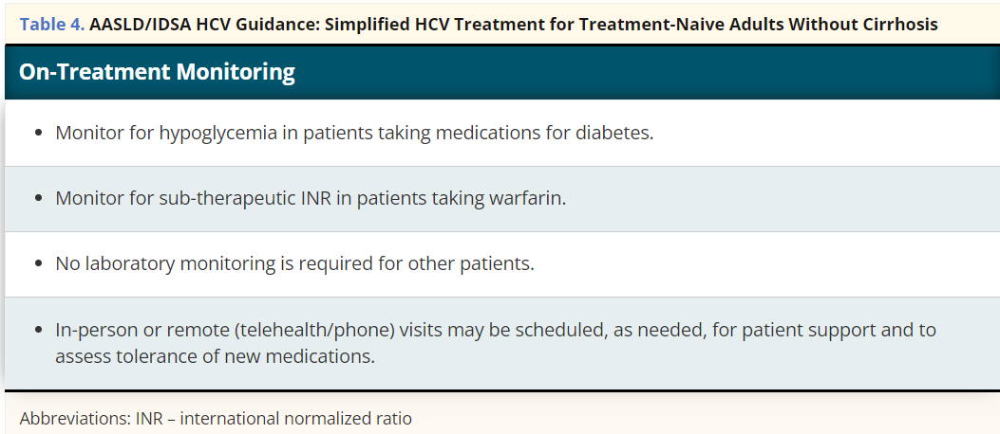 Table 4. AASLD/IDSA HCV Guidance: Simplified HCV Treatment for Treatment-Naive Adults Without Cirrhosis
On-Treatment Monitoring
• Monitor for hypoglycemia in patients taking medications for diabetes.
• Monitor for sub-therapeutic INR in patients taking warfarin.
• No laboratory monitoring is required for other patients.
• In-person or remote (telehealth/phone) visits may be scheduled, as needed, for patient support and to
assess tolerance of new medications.
Abbreviations: INR – international normalized ratio